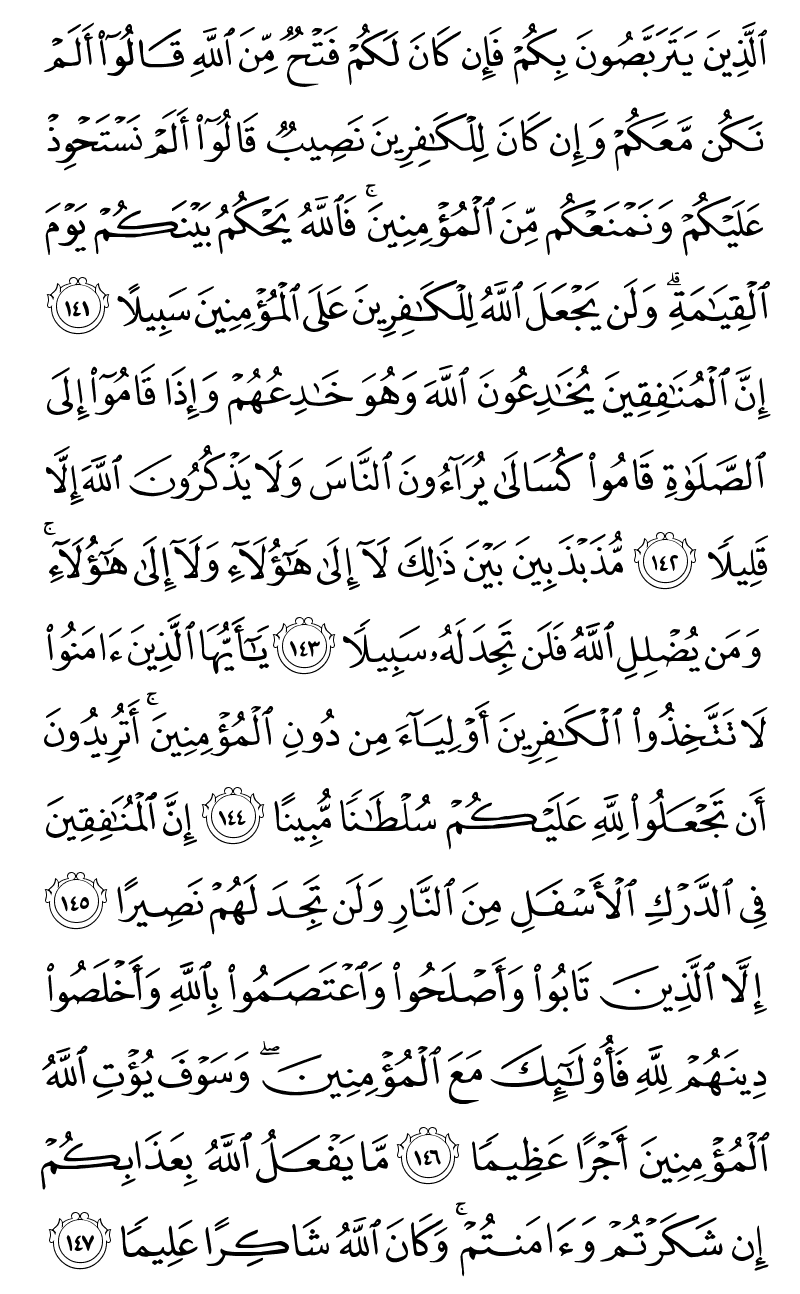 ٱلَّذِينَ يَتَرَبَّصُونَ بِكُمْ فَإِن كَانَ لَكُمْ فَتْحٌ مِّنَ ٱللَّهِ قَالُوٓا۟ أَلَمْ
نَكُن مَّعَكُمْ وَإِن كَانَ لِلْكَٰفِرِينَ نَصِيبٌ قَالُوٓا۟ أَلَمْ نَسْتَحْوِذْ
عَلَيْكُمْ وَنَمْنَعْكُم مِّنَ ٱلْمُؤْمِنِينَ ۚ فَٱللَّهُ يَحْكُمُ بَيْنَكُمْ يَوْمَ
ٱلْقِيَٰمَةِ ۗ وَلَن يَجْعَلَ ٱللَّهُ لِلْكَٰفِرِينَ عَلَى ٱلْمُؤْمِنِينَ سَبِيلًا ١٤١
إِنَّ ٱلْمُنَٰفِقِينَ يُخَٰدِعُونَ ٱللَّهَ وَهُوَ خَٰدِعُهُمْ وَإِذَا قَامُوٓا۟ إِلَى
ٱلصَّلَوٰةِ قَامُوا۟ كُسَالَىٰ يُرَآءُونَ ٱلنَّاسَ وَلَا يَذْكُرُونَ ٱللَّهَ إِلَّا
قَلِيلًا ١٤٢ مُّذَبْذَبِينَ بَيْنَ ذَٰلِكَ لَآ إِلَىٰ هَٰٓؤُلَآءِ وَلَآ إِلَىٰ هَٰٓؤُلَآءِ ۚ
وَمَن يُضْلِلِ ٱللَّهُ فَلَن تَجِدَ لَهُۥ سَبِيلًا ١٤٣ يَٰٓأَيُّهَا ٱلَّذِينَ ءَامَنُوا۟
لَا تَتَّخِذُوا۟ ٱلْكَٰفِرِينَ أَوْلِيَآءَ مِن دُونِ ٱلْمُؤْمِنِينَ ۚ أَتُرِيدُونَ
أَن تَجْعَلُوا۟ لِلَّهِ عَلَيْكُمْ سُلْطَٰنًا مُّبِينًا ١٤٤ إِنَّ ٱلْمُنَٰفِقِينَ
فِى ٱلدَّرْكِ ٱلْأَسْفَلِ مِنَ ٱلنَّارِ وَلَن تَجِدَ لَهُمْ نَصِيرًا ١٤٥
إِلَّا ٱلَّذِينَ تَابُوا۟ وَأَصْلَحُوا۟ وَٱعْتَصَمُوا۟ بِٱللَّهِ وَأَخْلَصُوا۟
دِينَهُمْ لِلَّهِ فَأُو۟لَٰٓئِكَ مَعَ ٱلْمُؤْمِنِينَ ۖ وَسَوْفَ يُؤْتِ ٱللَّهُ
ٱلْمُؤْمِنِينَ أَجْرًا عَظِيمًا ١٤٦ مَّا يَفْعَلُ ٱللَّهُ بِعَذَابِكُمْ
إِن شَكَرْتُمْ وَءَامَنتُمْ ۚ وَكَانَ ٱللَّهُ شَاكِرًا عَلِيمًا ١٤٧